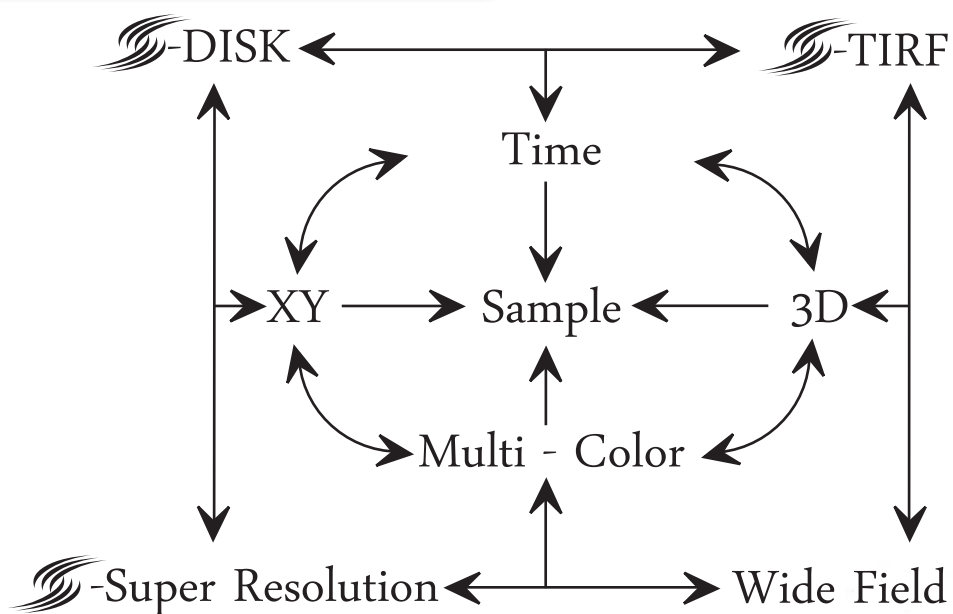 -DISK
-TIRF
Time
XY
Sample
3D
Multi - Color
-Super Resolution
Wide Field